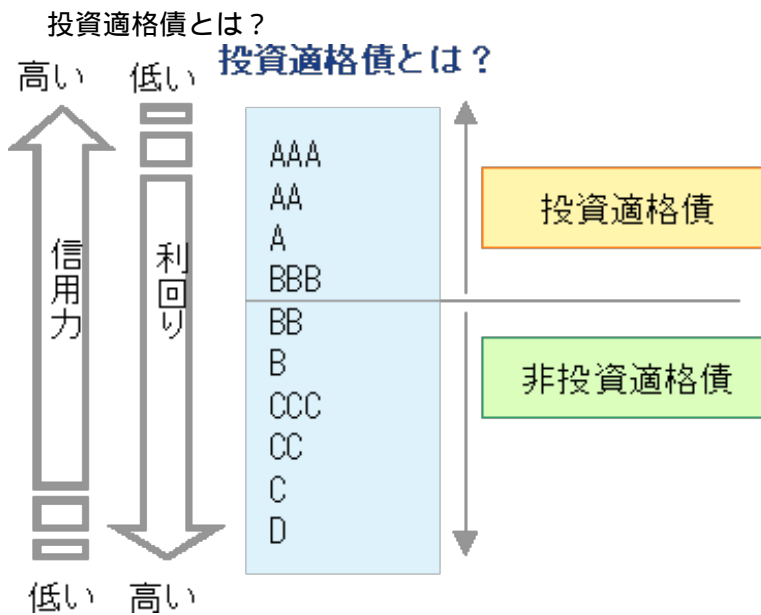 投資適格債とは？
投資適格債とは？
高い 低い
信用力
利回り
AAA
AA
A
BBB
BB
B
CCC
CC
C
D
投資適格債
非投資適格債
低い 高い